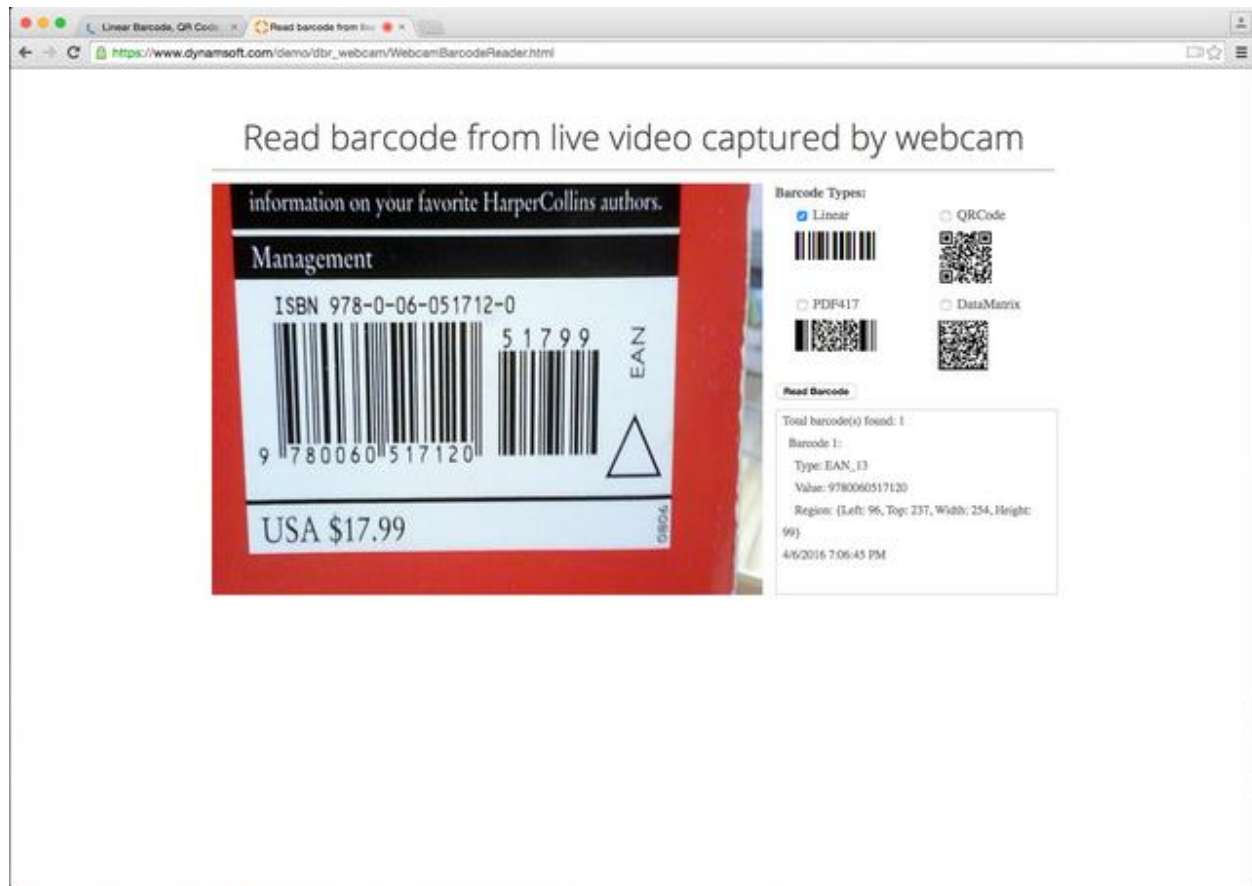 Linear Barcode, QR Code
Read barcode from live
https://www.dynamsoft.com/demo/dbr_webcam/WebcamBarcodeReader.html
Read barcode from live video captured by webcam
information on your favorite HarperCollins authors.
Management
ISBN 978-0-06-051712-0
51799
EAN
9 780060 517120
USA $17.99
0806
Barcode Types:
Linear
QRCode
PDF417
DataMatrix
Read Barcode
Total barcode(s) found: 1
Barcode 1:
Type: EAN_13
Value: 9780060517120
Region: {Left: 96, Top: 237, Width: 254, Height:
99}
4/6/2016 7:06:45 PM